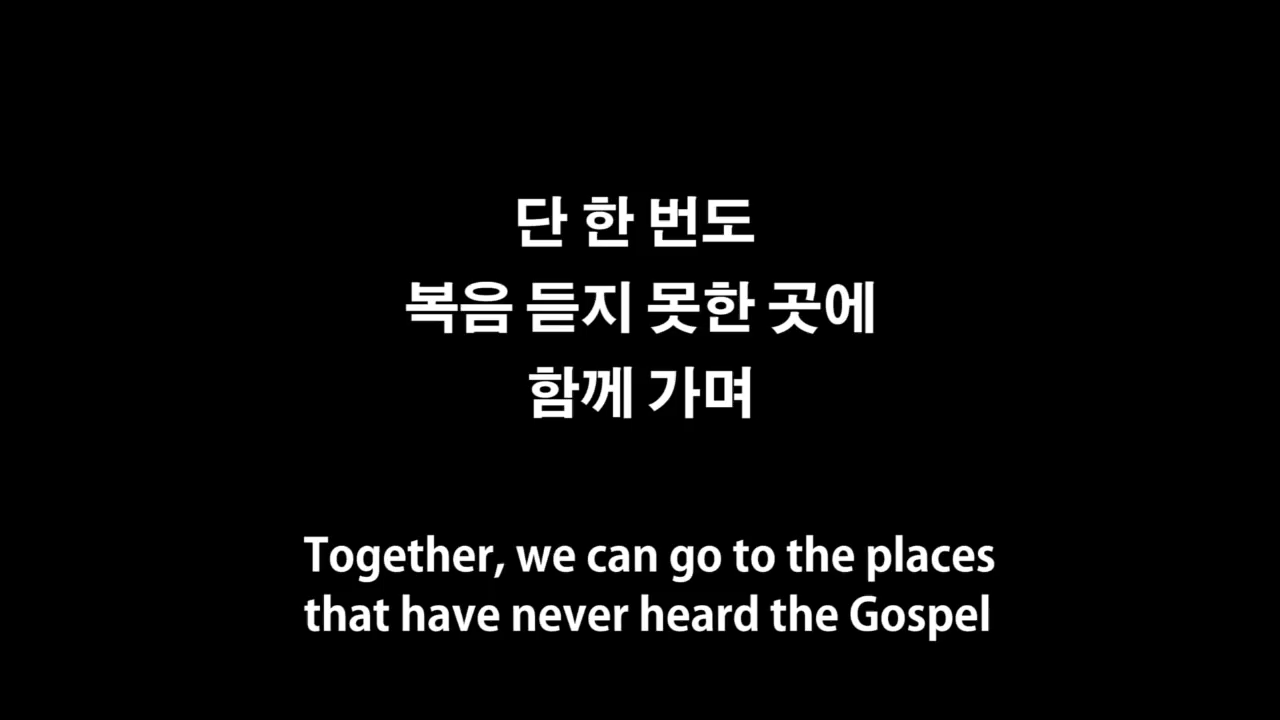 단 한 번도
복음 듣지 못한 곳에
함께 가며
Together, we can go to the places
that have never heard the Gospel